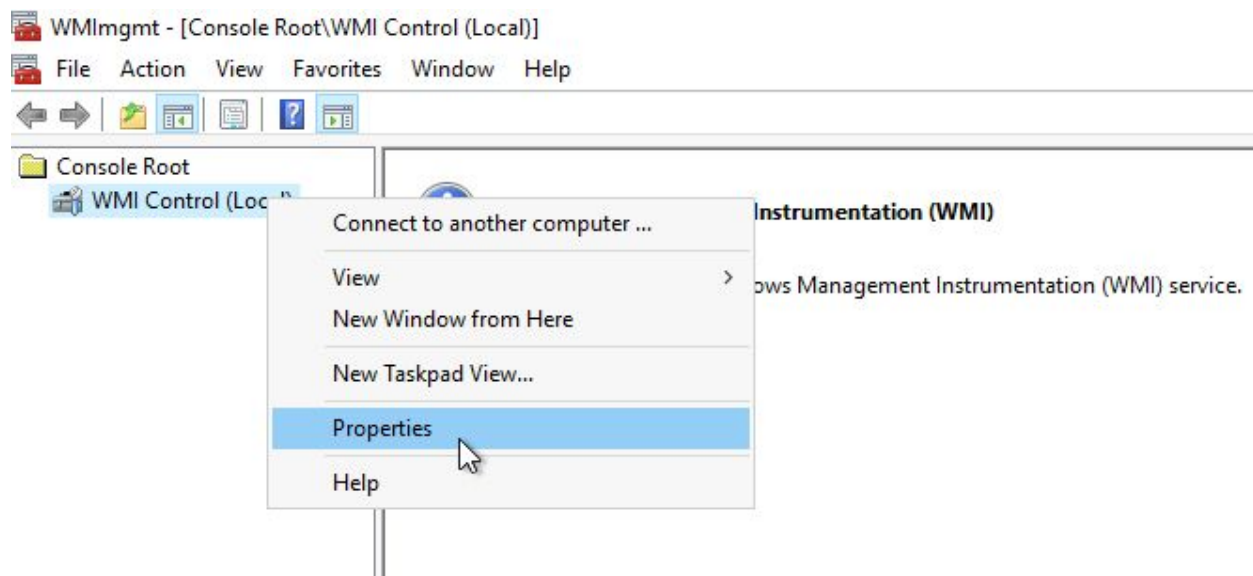 WMImgmt - [Console Root\WMI Control (Local)]
File Action View Favorites Window Help
Console Root
WMI Control (Local)
Instrumentation (WMI)
Connect to another computer ...
View
ows Management Instrumentation (WMI) service.
New Window from Here
New Taskpad View...
Properties
Help